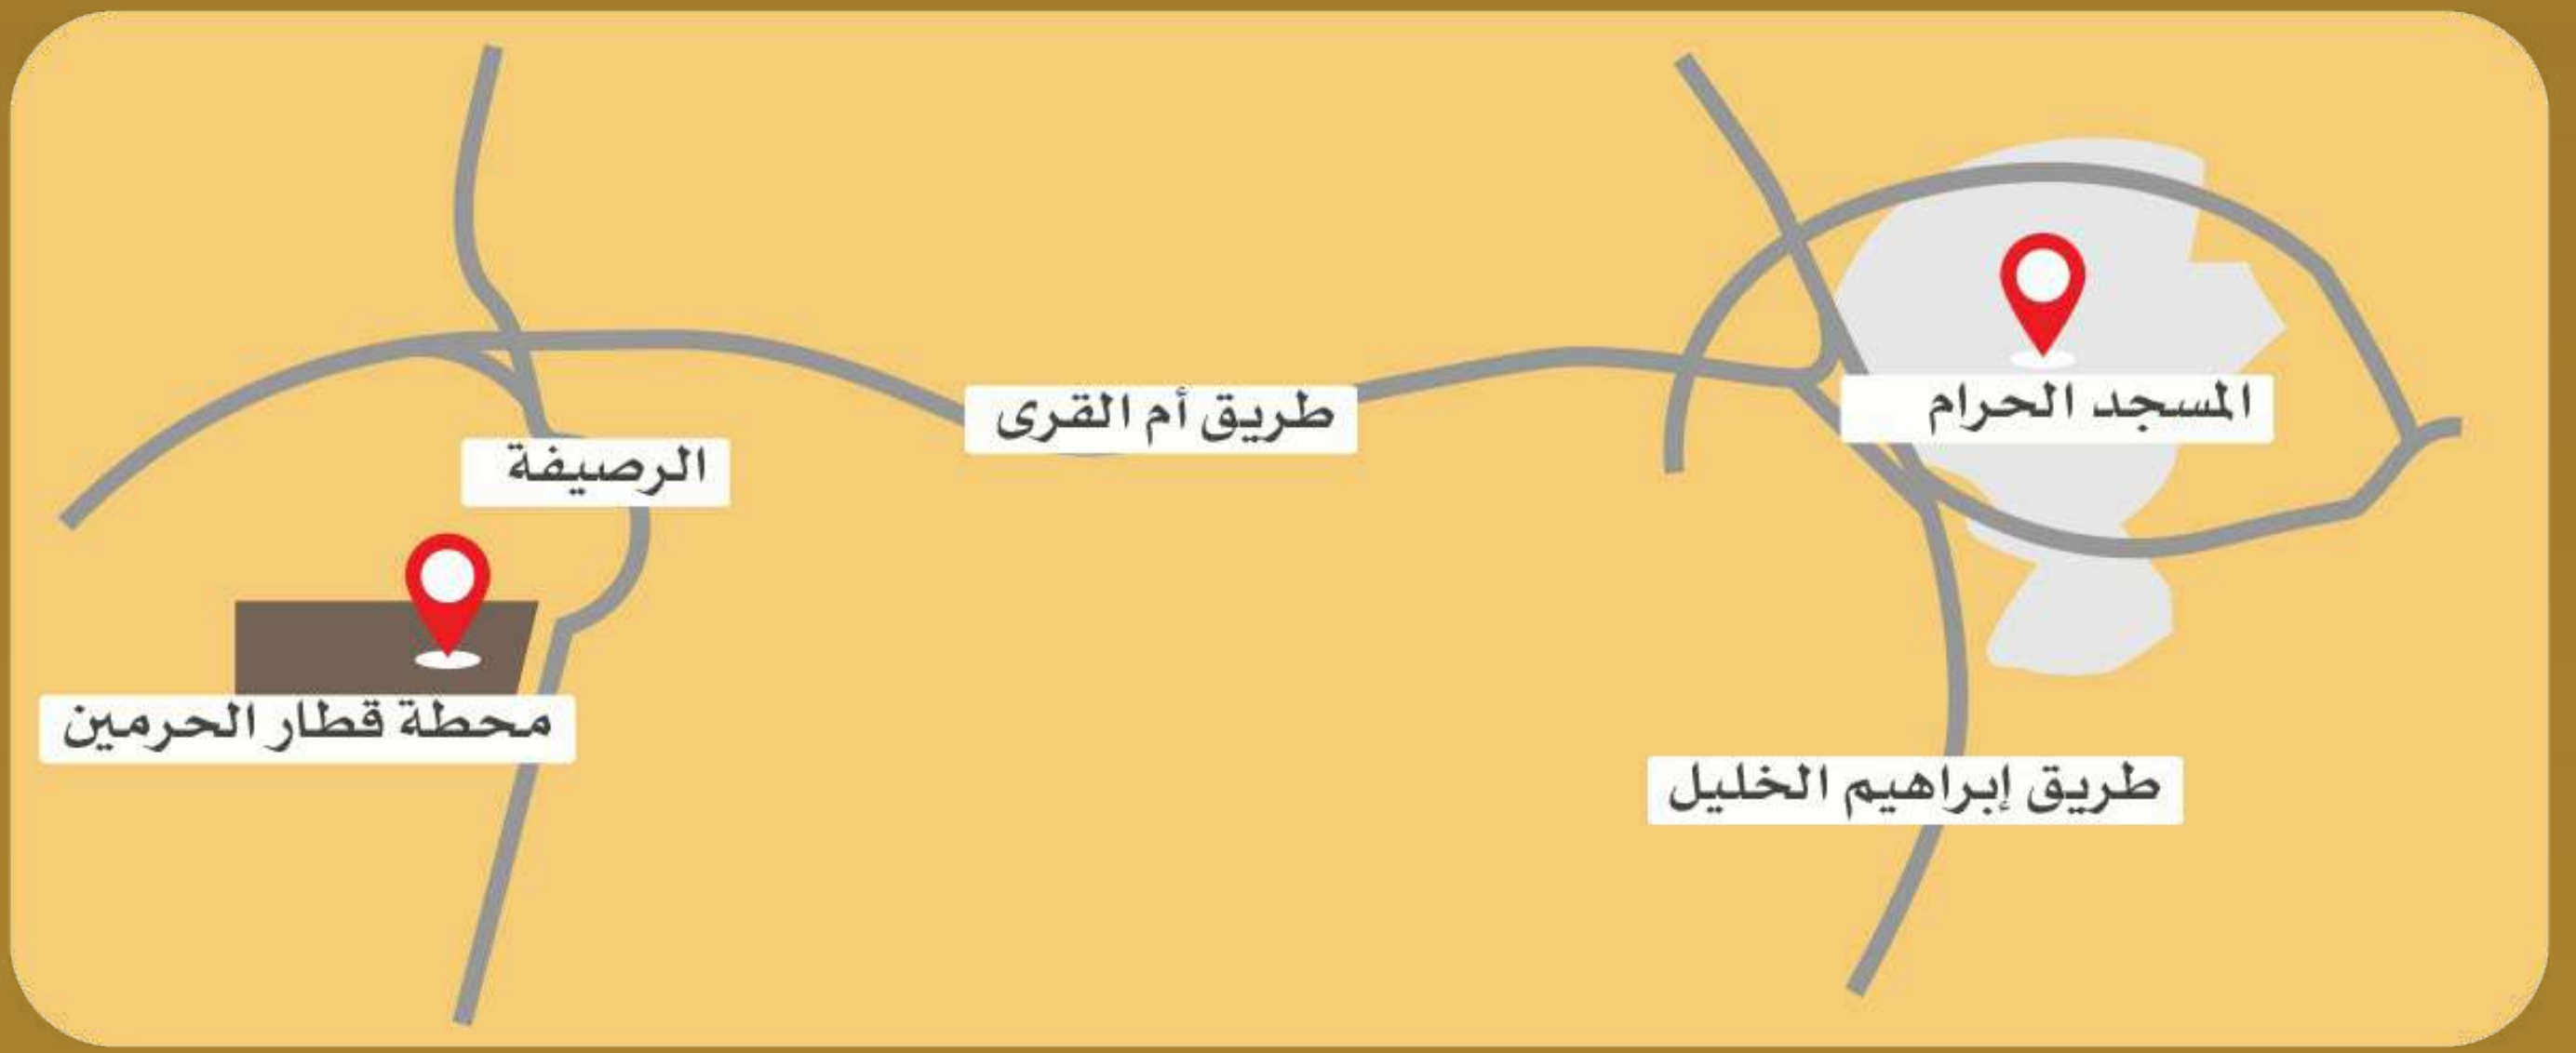 المسجد الحرام
طريق أم القرى
الرصيفة
محطة قطار الحرمين
طريق إبراهيم الخليل